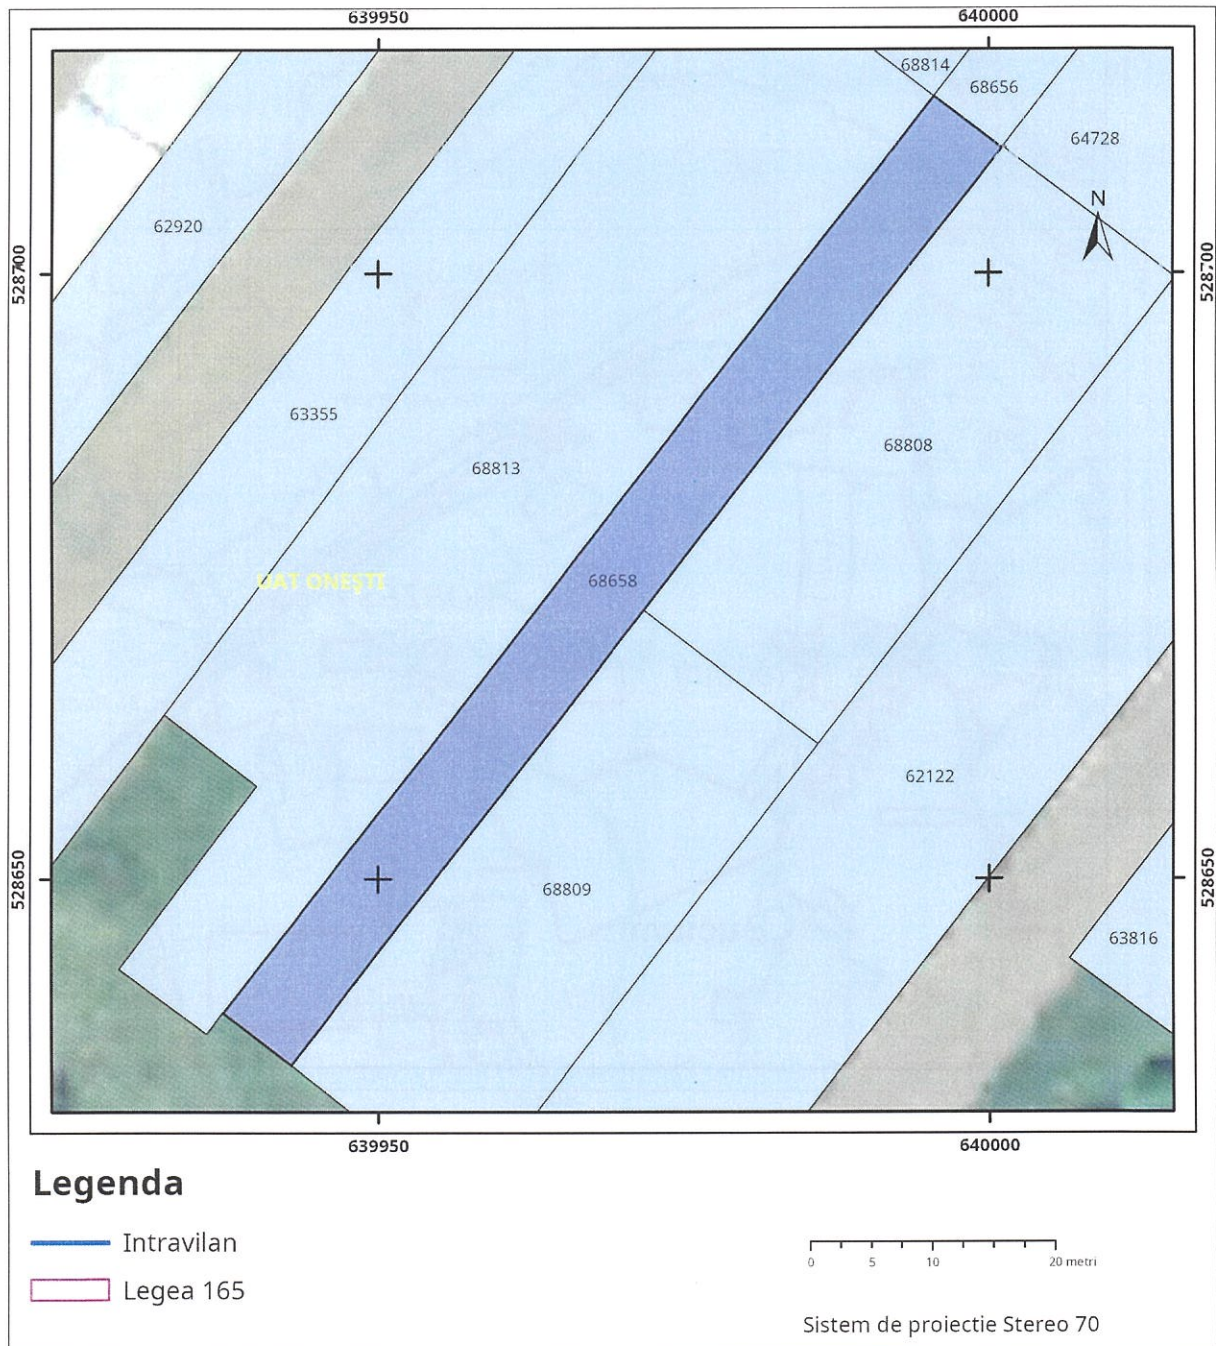 639950 640000
68814
68656
64728
N
62920
528700 528700
63355
68808
68813
68658
UAT ONEȘTI
62122
528650 528650
68809
63816
639950 640000
Legenda
Intravilan
Legea 165
0 5 10 20 metri
Sistem de proiectie Stereo 70